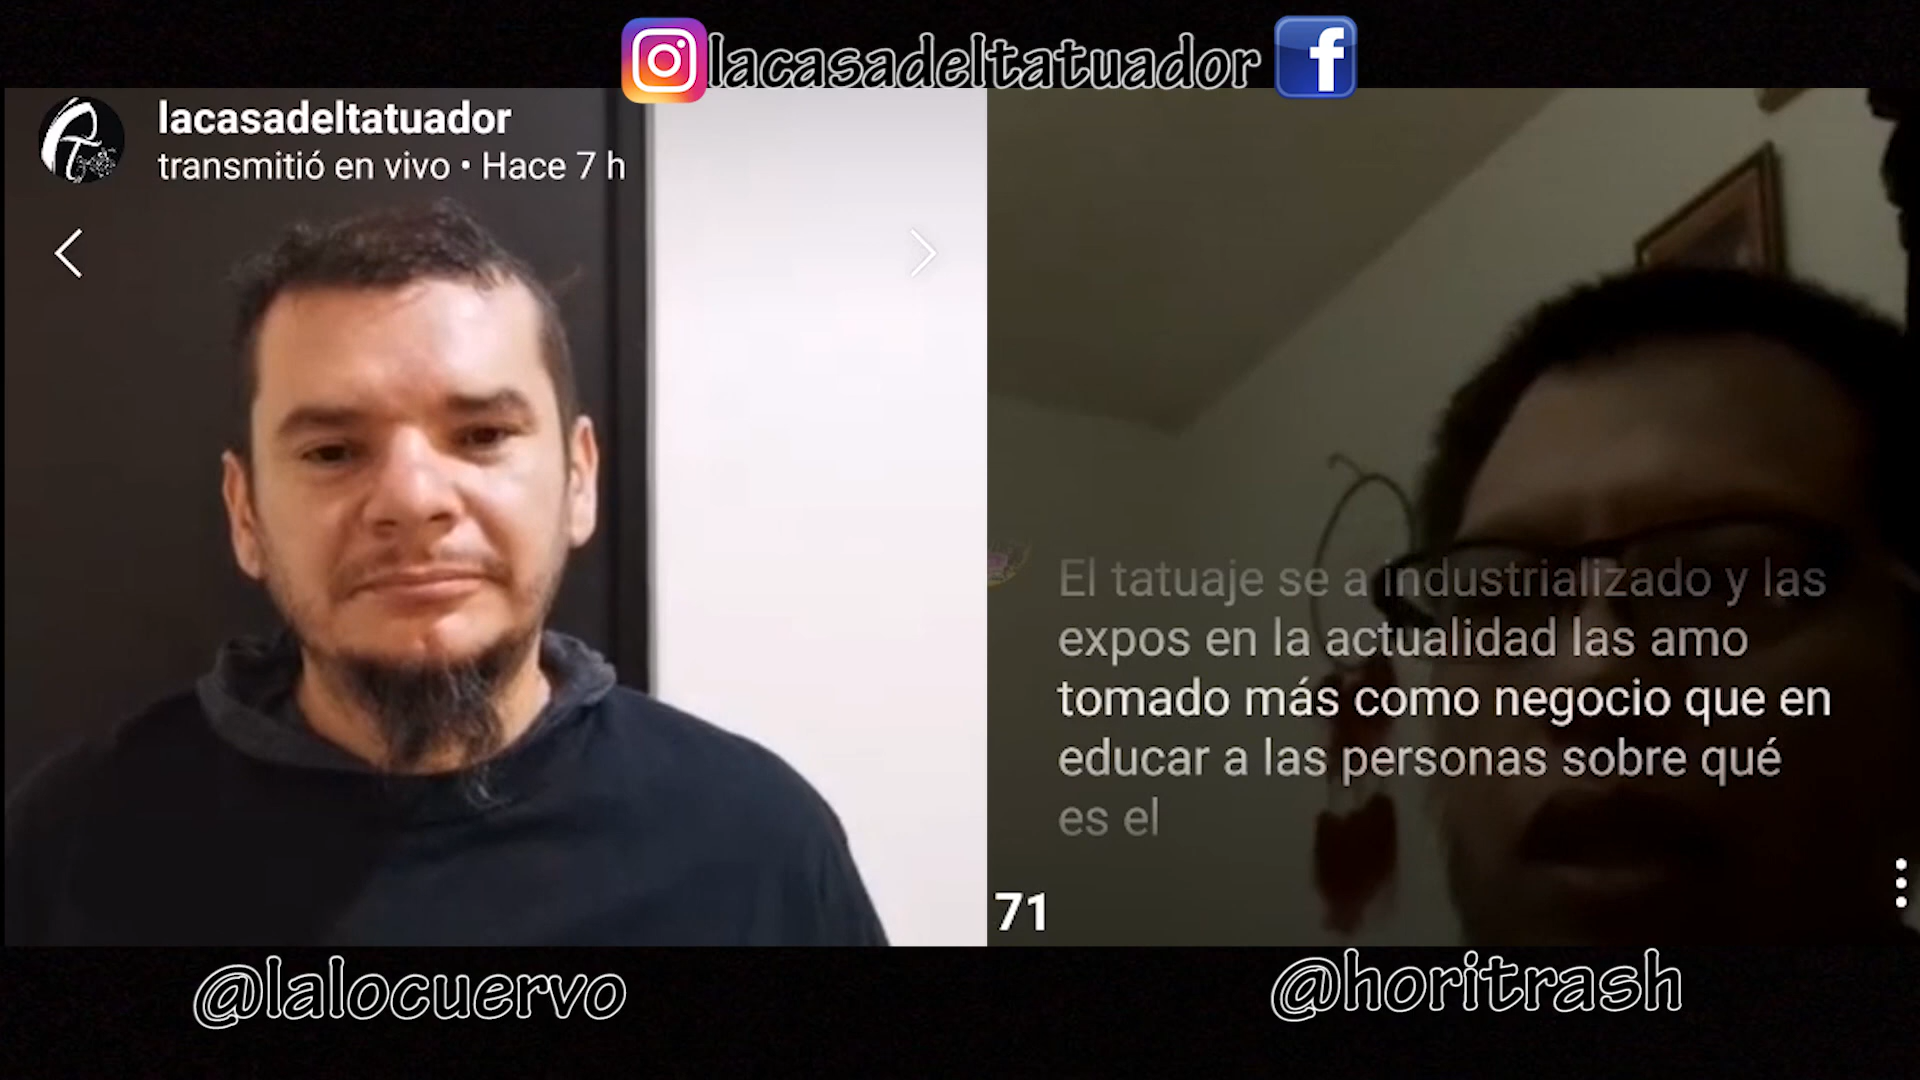 lacasadeltatuador
lacasadeltatuador
transmitió en vivo • Hace 7 h
El tatuaje se a industrializado y las
expos en la actualidad las amo
tomado más como negocio que en
educar a las personas sobre qué
es el
71
@lalocuervo
@horitrash